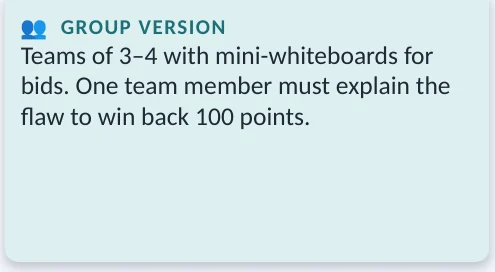 👥 GROUP VERSION
Teams of 3–4 with mini-whiteboards for
bids. One team member must explain the
flaw to win back 100 points.